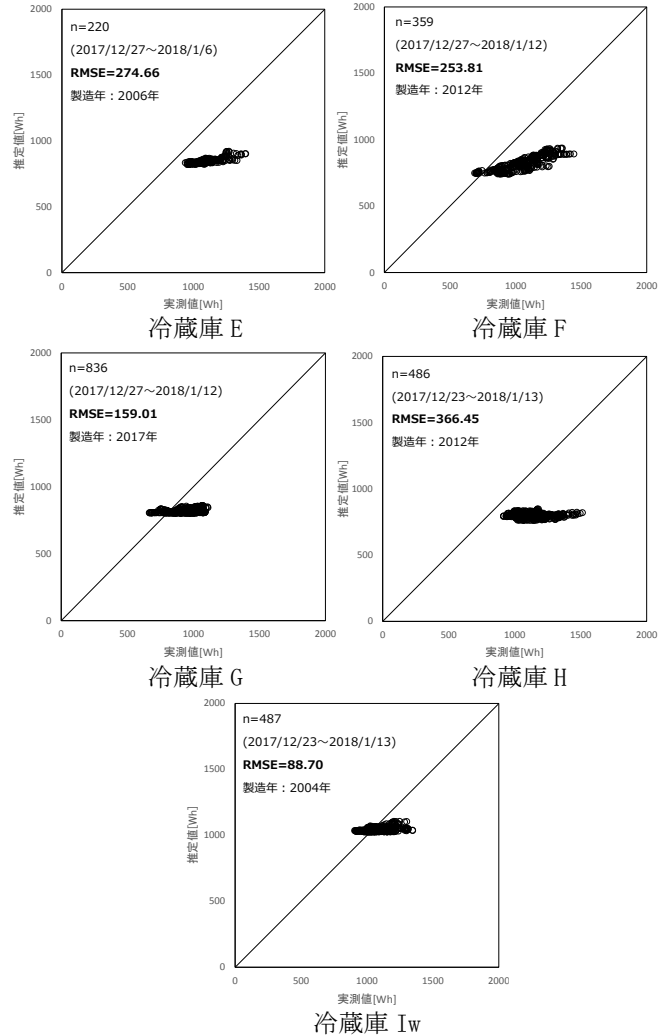 2000
1500
1000
500
0
推定値[Wh]
n=220
(2017/12/27～2018/1/6)
RMSE=274.66
製造年：2006年
0 500 1000 1500 2000
実測値[Wh]
冷蔵庫 E
2000
1500
1000
500
0
推定値[Wh]
n=359
(2017/12/27～2018/1/12)
RMSE=253.81
製造年：2012年
0 500 1000 1500 2000
実測値[Wh]
冷蔵庫 F
2000
1500
1000
500
0
推定値[Wh]
n=836
(2017/12/27～2018/1/12)
RMSE=159.01
製造年：2017年
0 500 1000 1500 2000
実測値[Wh]
冷蔵庫 G
2000
1500
1000
500
0
推定値[Wh]
n=486
(2017/12/23～2018/1/13)
RMSE=366.45
製造年：2012年
0 500 1000 1500 2000
実測値[Wh]
冷蔵庫 H
2000
1500
1000
500
0
推定値[Wh]
n=487
(2017/12/23～2018/1/13)
RMSE=88.70
製造年：2004年
0 500 1000 1500 2000
実測値[Wh]
冷蔵庫 Iw